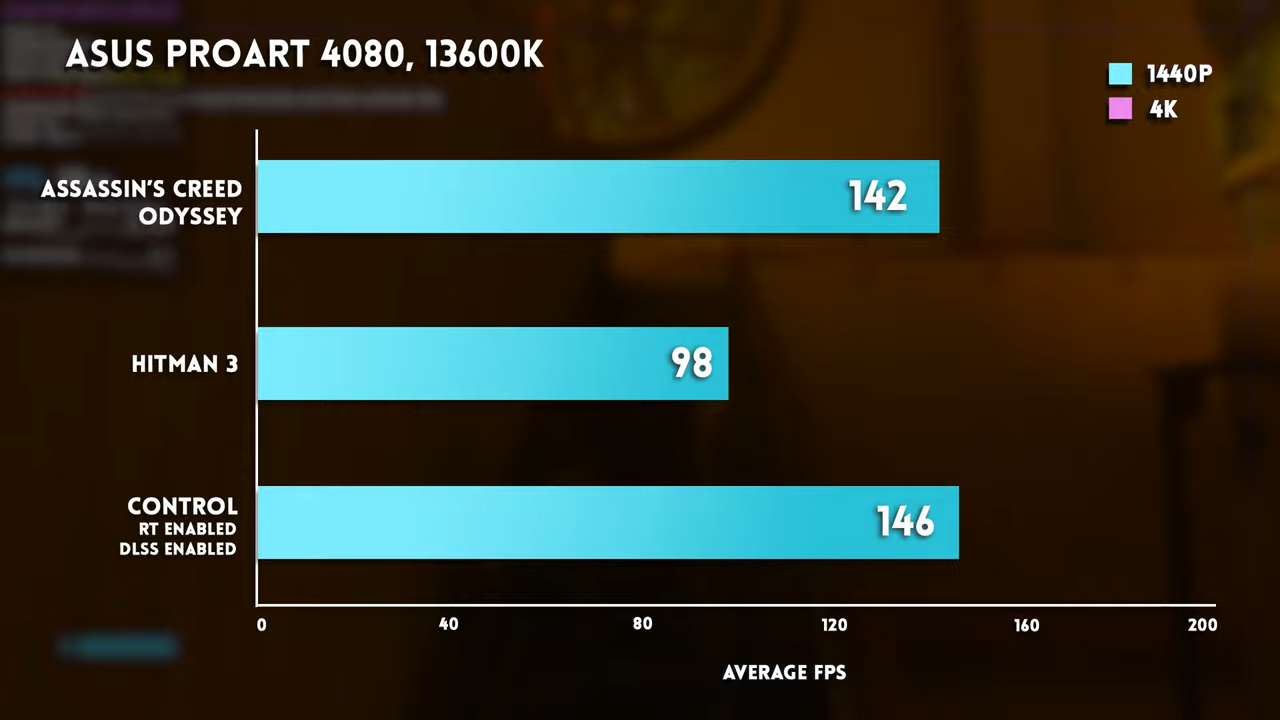 ASUS PROART 4080, 13600K
1440P
4K
ASSASSIN'S CREED
ODYSSEY
142
HITMAN 3
98
CONTROL
RT ENABLED
DLSS ENABLED
146
0 40 80 120 160 200
AVERAGE FPS